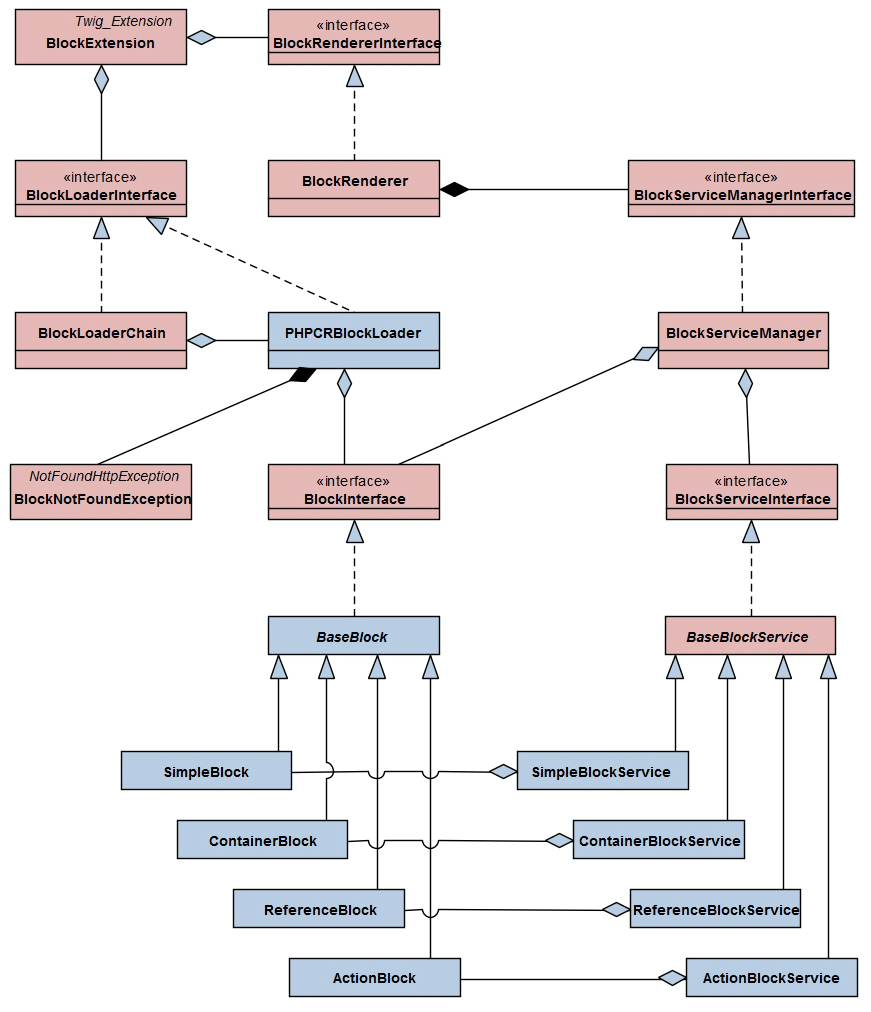 Twig_Extension
BlockExtension
«interface»
BlockRendererInterface
«interface»
BlockLoaderInterface
BlockRenderer
«interface»
BlockServiceManagerInterface
BlockLoaderChain
PHPCRBlockLoader
BlockServiceManager
NotFoundHttpException
BlockNotFoundException
«interface»
BlockInterface
«interface»
BlockServiceInterface
BaseBlock
BaseBlockService
SimpleBlock
SimpleBlockService
ContainerBlock
ContainerBlockService
ReferenceBlock
ReferenceBlockService
ActionBlock
ActionBlockService